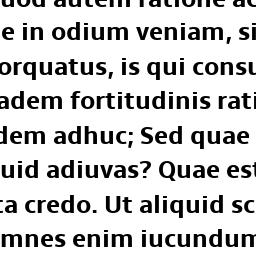 uod autem ratione ac
e in odium veniam, si
orquatus, is qui consu
adem fortitudinis rati
dem adhuc; Sed quae
uid adiuvas? Quae est
ta credo. Ut aliquid sc
mnes enim iucundum